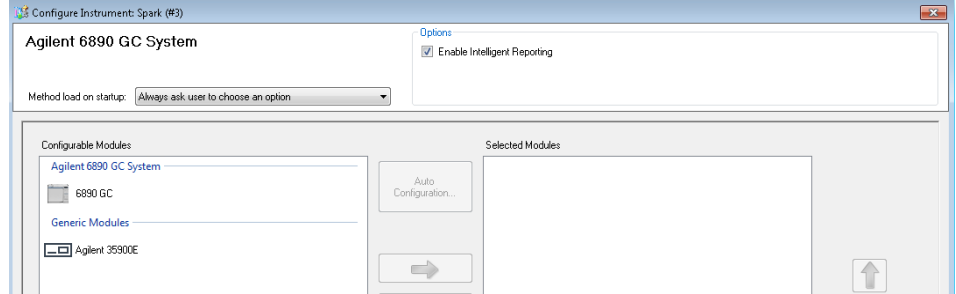 Configure Instrument: Spark (#3)
Agilent 6890 GC System
Options
Enable Intelligent Reporting
Method load on startup: Always ask user to choose an option
Configurable Modules
Selected Modules
Agilent 6890 GC System
6890 GC
Auto
Configuration...
Generic Modules
Agilent 35900E